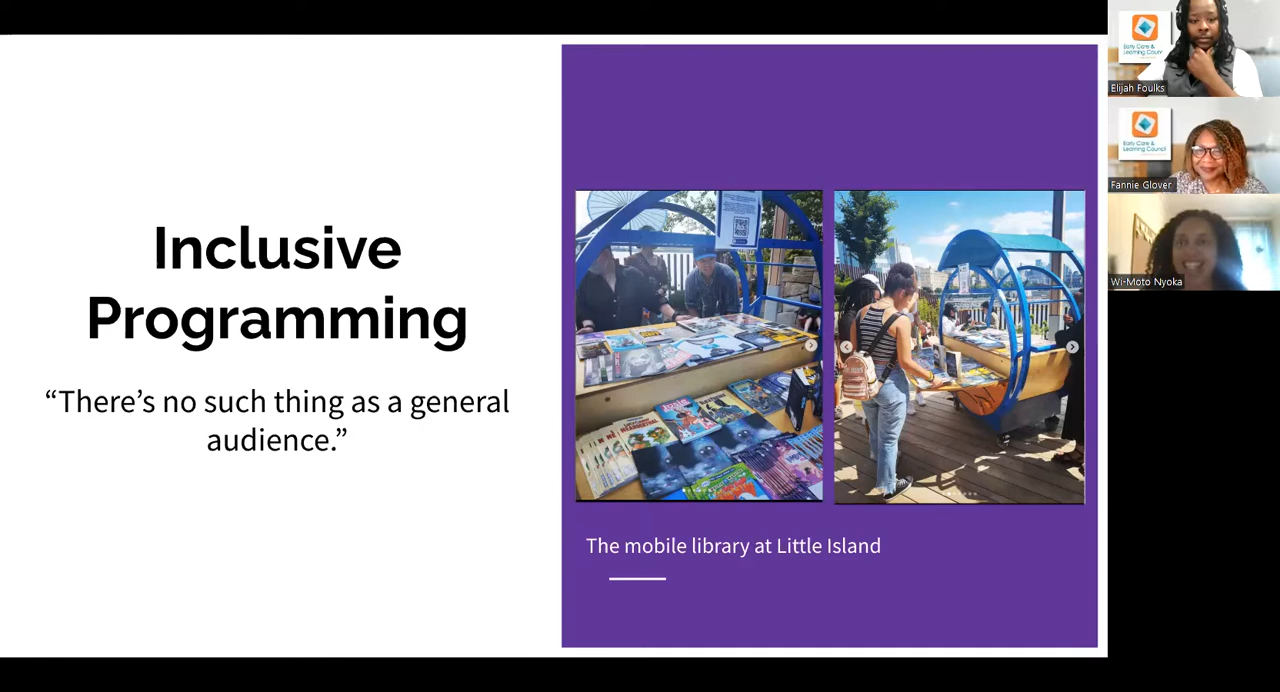 Inclusive
Programming
“There’s no such thing as a general
audience.”
The mobile library at Little Island
Early Care &
Learning Council
Elijah Foulks
Early Care &
Learning Council
Fannie Glover
Wi-Moto Nyoka